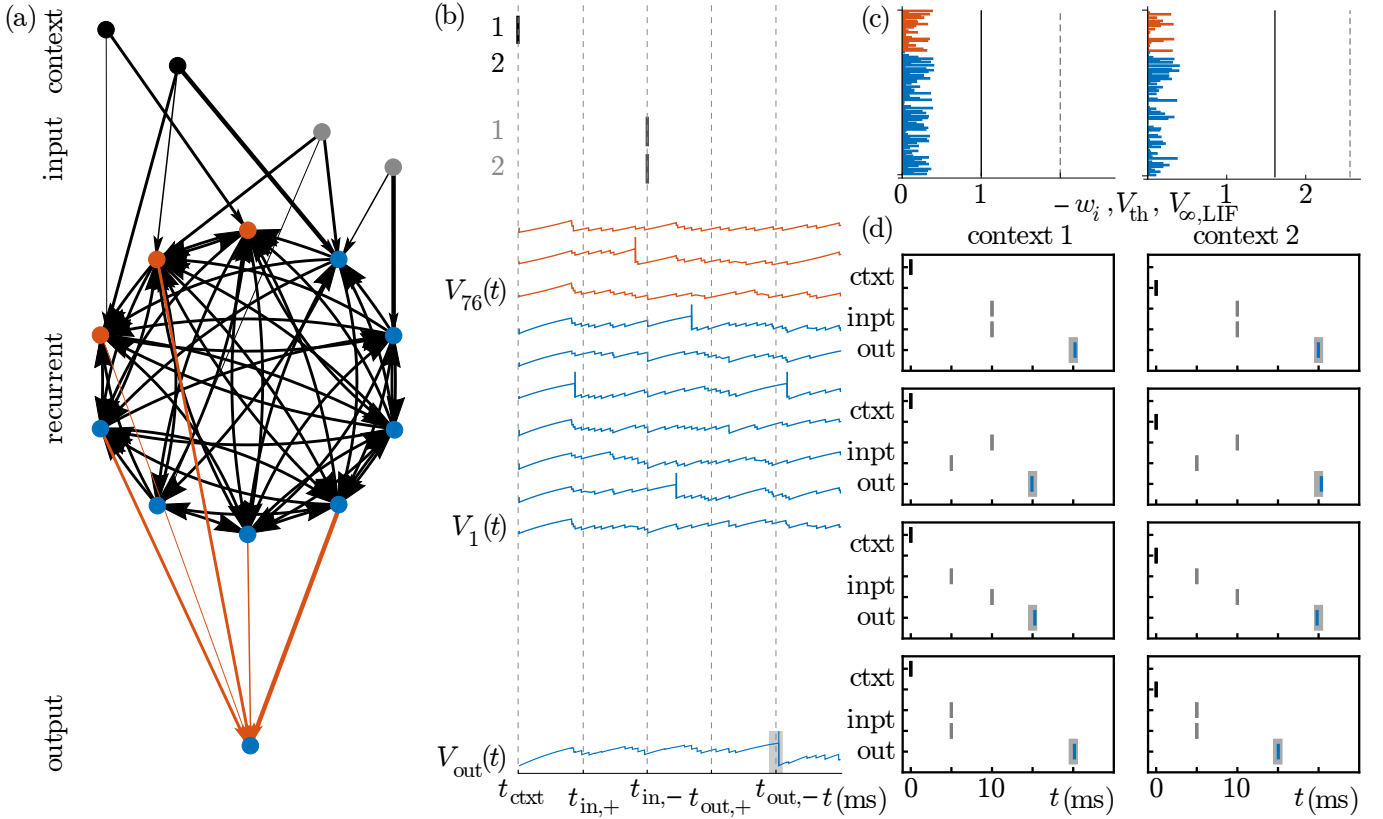 (a)
context
input
recurrent
output
(b)
1
2
1
2
V76(t)
V1(t)
Vout(t)
tctxt
tin,+
tin,−
tout,+
tout,−
t(ms)
(c)
0
1
1
2
−wi, Vth, V∞,LIF
(d)
context 1
context 2
ctxt
inpt
out
ctxt
inpt
out
ctxt
inpt
out
ctxt
inpt
out
0
10
t(ms)
0
10
t(ms)